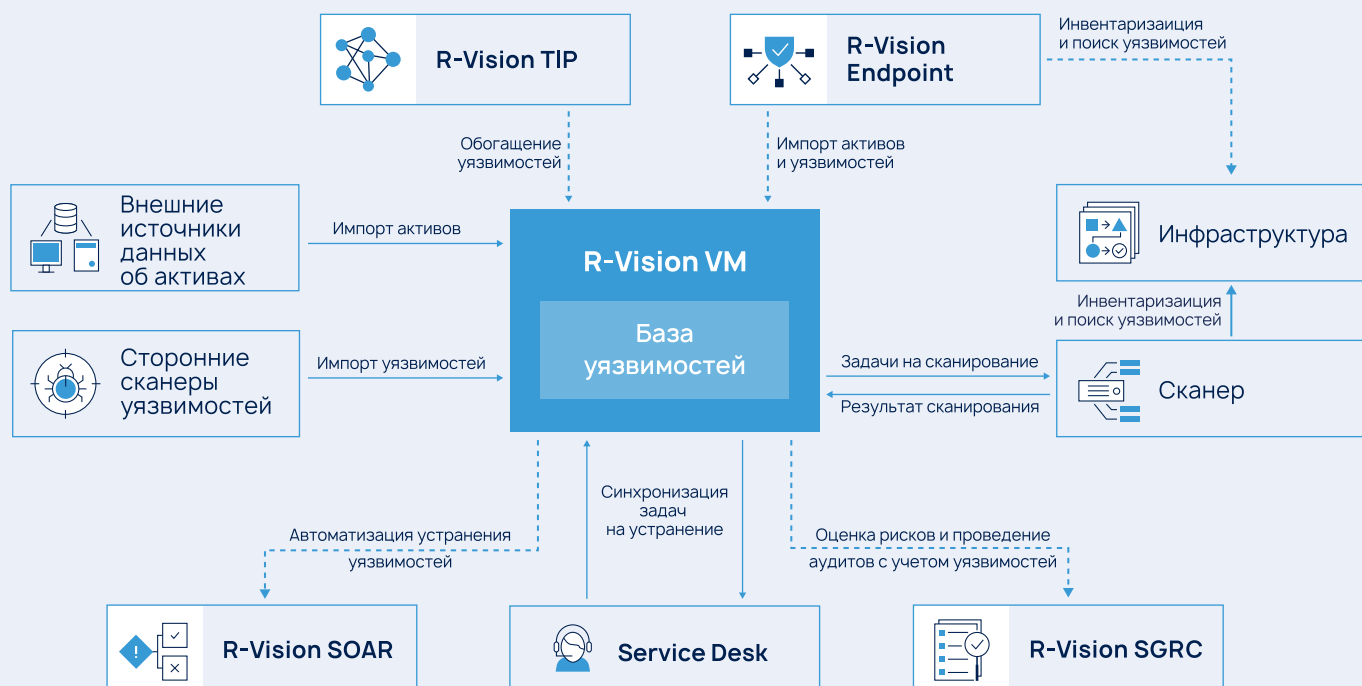 R-Vision TIP
R-Vision
Endpoint
Инвентаризаиция
и поиск уязвимостей
Обогащение
уязвимостей
Импорт активов
и уязвимостей
Внешние
источники
данных
об активах
Импорт активов
R-Vision VM
База
уязвимостей
Инфраструктура
Инвентаризаиция
и поиск уязвимостей
Сторонние
сканеры
уязвимостей
Импорт уязвимостей
Задачи на сканирование
Результат сканирования
Сканер
Синхронизация
задач
на устранение
Автоматизация устранения
уязвимостей
Оценка рисков и проведение
аудитов с учетом уязвимостей
R-Vision SOAR
Service Desk
R-Vision SGRC